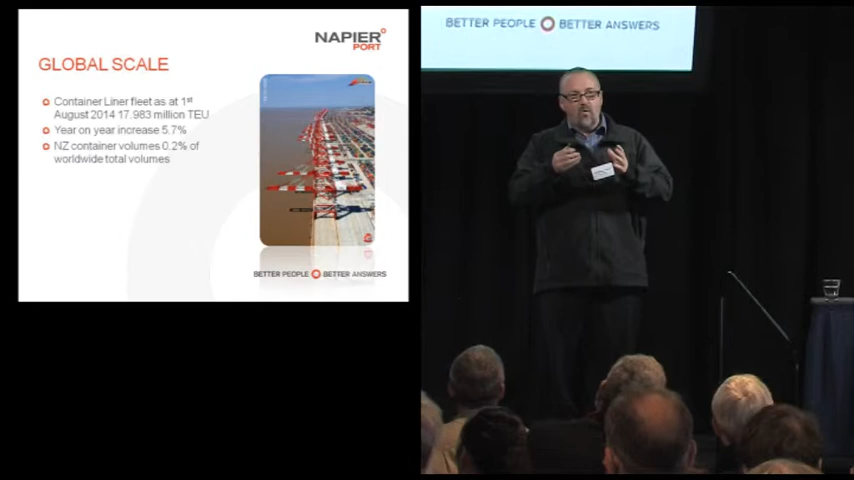 NAPIER
PORT
GLOBAL SCALE
Container Liner fleet as at 1st
August 2014 17.983 million TEU
Year on year increase 5.7%
NZ container volumes 0.2% of
worldwide total volumes
BETTER PEOPLE BETTER ANSWERS
BETTER PEOPLE BETTER ANSWERS